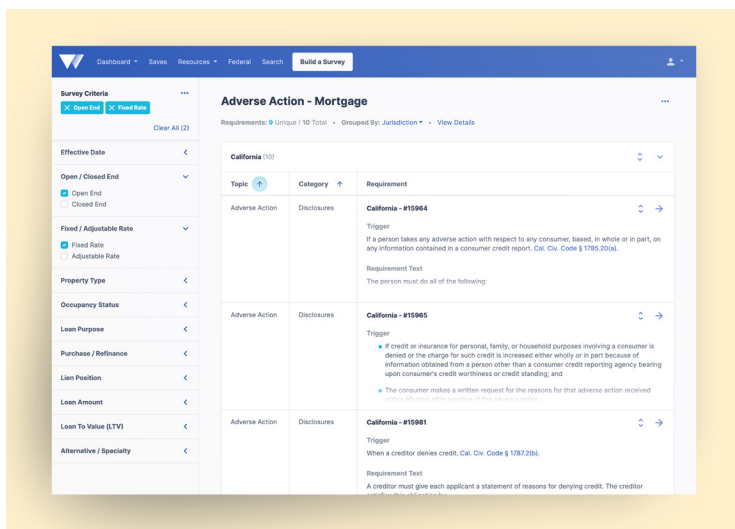 Dashboard Saves Resources Federal Search Build a Survey
Survey Criteria
Open End Fixed Rate
Clear All (2)
Effective Date
Open / Closed End
Open End
Closed End
Fixed / Adjustable Rate
Fixed Rate
Adjustable Rate
Property Type
Occupancy Status
Loan Purpose
Purchase / Refinance
Lien Position
Loan Amount
Loan To Value (LTV)
Alternative / Specialty
Adverse Action - Mortgage
Requirements: 9 Unique / 10 Total • Grouped By: Jurisdiction • View Details
California (10)
Topic Category Requirement
Adverse Action Disclosures California - #15964
Trigger
If a person takes any adverse action with respect to any consumer, based, in whole or in part, on
any information contained in a consumer credit report. Cal. Civ. Code § 1785.20(a).
Requirement Text
The person must do all of the following:
Adverse Action Disclosures California - #15965
Trigger
If credit or insurance for personal, family, or household purposes involving a consumer is
denied or the charge for such credit is increased either wholly or in part because of
information obtained from a person other than a consumer credit reporting agency bearing
upon consumer's credit worthiness or credit standing; and
The consumer makes a written request for the reasons for that adverse action received
within 60 days after learning of the adverse action
Adverse Action Disclosures California - #15981
Trigger
When a creditor denies credit. Cal. Civ. Code § 1787.2(b).
Requirement Text
A creditor must give each applicant a statement of reasons for denying credit. The creditor